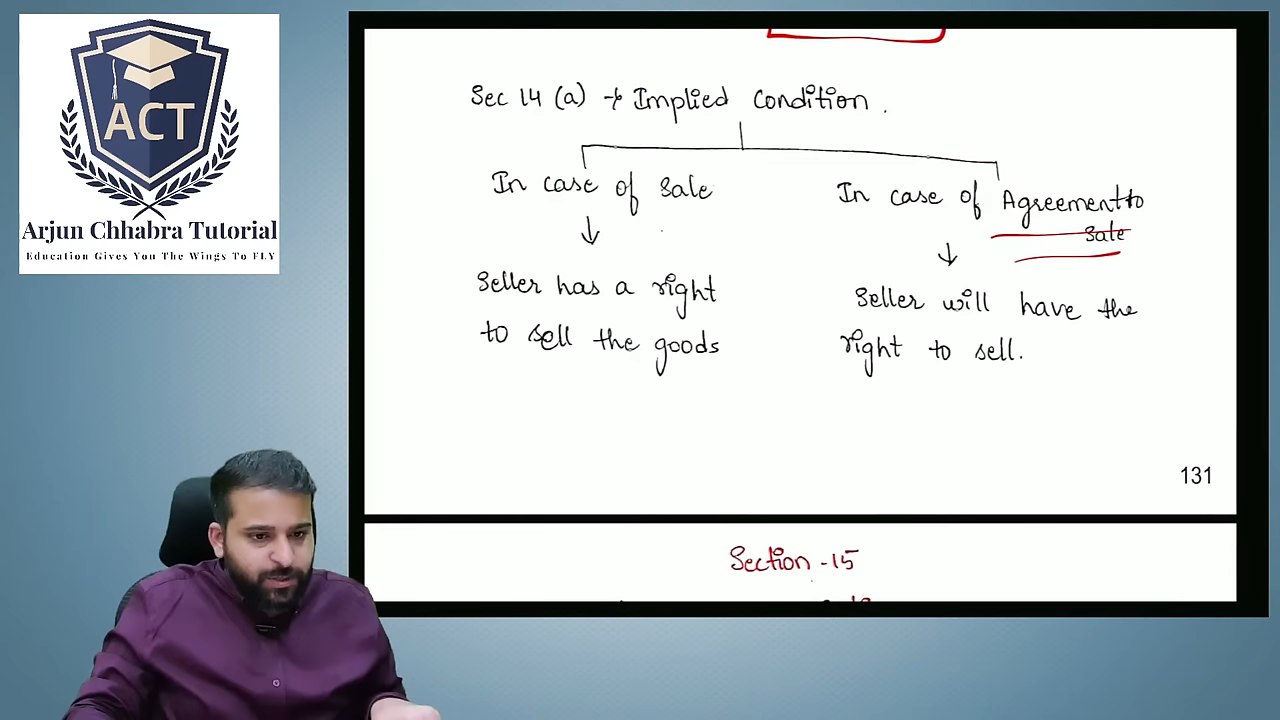 ACT
Arjun Chhabra Tutorial
Education Gives You The Wings To FLY
Sec 14 (a) → Implied Condition.
In case of Sale
In case of Agreement to
Sale
Seller has a right
to sell the goods
Seller will have the
right to sell.
131
Section - 15